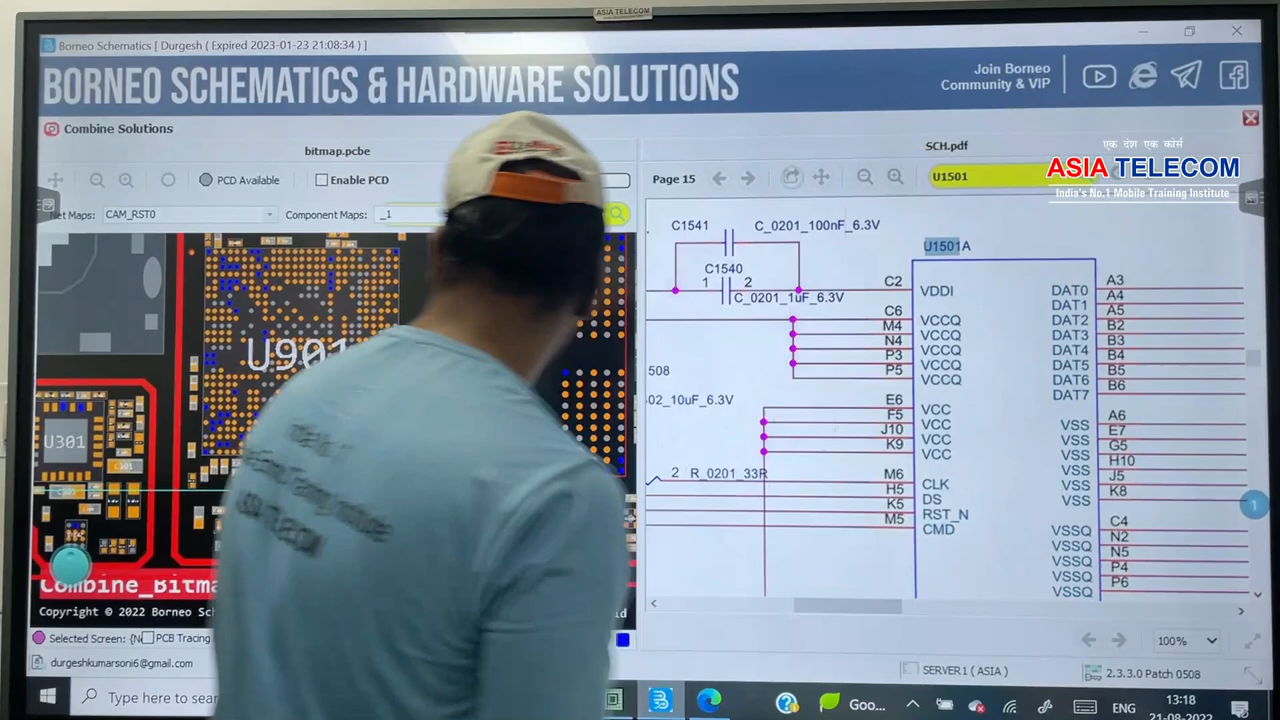 ASIA TELECOM
Borneo Schematics [ Durgesh ( Expired 2023-01-23 21:08:34 ) ]
BORNEO SCHEMATICS & HARDWARE SOLUTIONS
Join Borneo
Community & VIP
Combine Solutions
bitmap.pcbe
SCH.pdf
एक देश एक कोर्स
ASIA TELECOM
India's No.1 Mobile Training Institute
PCD Available
Enable PCD
Page 15
U1501
Net Maps:
CAM_RST0
Component Maps:
_1
C1541
C_0201_100nF_6.3V
C1540
1
2
C_0201_1uF_6.3V
U1501A
C2
VDDI
C6
VCCQ
M4
VCCQ
N4
VCCQ
P3
VCCQ
P5
VCCQ
508
02_10uF_6.3V
E6
VCC
F5
VCC
J10
VCC
K9
VCC
2 R_0201_33R
M6
CLK
H5
DS
K5
RST_N
M5
CMD
DAT0
A3
DAT1
A4
DAT2
A5
DAT3
B2
DAT4
B3
DAT5
B4
DAT6
B5
DAT7
B6
VSS
A6
VSS
E7
VSS
G5
VSS
H10
VSS
J5
VSS
K8
VSSQ
C4
VSSQ
N2
VSSQ
N5
VSSQ
P4
VSSQ
P6
1
U901
U301
Combine_Bitma
Copyright © 2022 Borneo Sch
id
Selected Screen:
PCB Tracing
100%
durgeshkumarsoni6@gmail.com
SERVER1 ( ASIA )
2.3.3.0 Patch 0508
Type here to sear
Goo...
ENG
13:18
21-08-2022
ASIA TELECOM